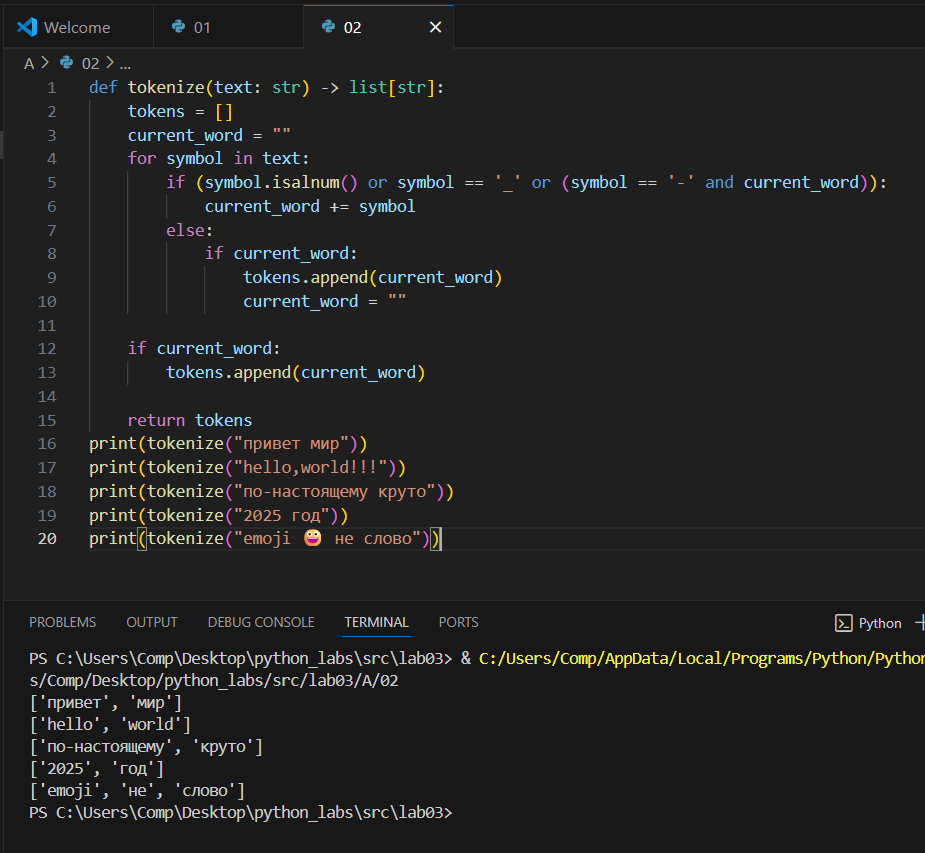 Welcome
01
02
A > 02 > ...
1 def tokenize(text: str) -> list[str]:
2     tokens = []
3     current_word = ""
4     for symbol in text:
5         if (symbol.isalnum() or symbol == '_' or (symbol == '-' and current_word)):
6             current_word += symbol
7         else:
8             if current_word:
9                 tokens.append(current_word)
10                 current_word = ""
11
12     if current_word:
13         tokens.append(current_word)
14
15     return tokens
16 print(tokenize("привет мир"))
17 print(tokenize("hello,world!!!"))
18 print(tokenize("по-настоящему круто"))
19 print(tokenize("2025 год"))
20 print(tokenize("emoji 😀 не слово"))
PROBLEMS OUTPUT DEBUG CONSOLE TERMINAL PORTS Python +
PS C:\Users\Comp\Desktop\python_labs\src\lab03> & C:/Users/Comp/AppData/Local/Programs/Python/Python
s/Comp/Desktop/python_labs/src/lab03/A/02
['привет', 'мир']
['hello', 'world']
['по-настоящему', 'круто']
['2025', 'год']
['emoji', 'не', 'слово']
PS C:\Users\Comp\Desktop\python_labs\src\lab03>